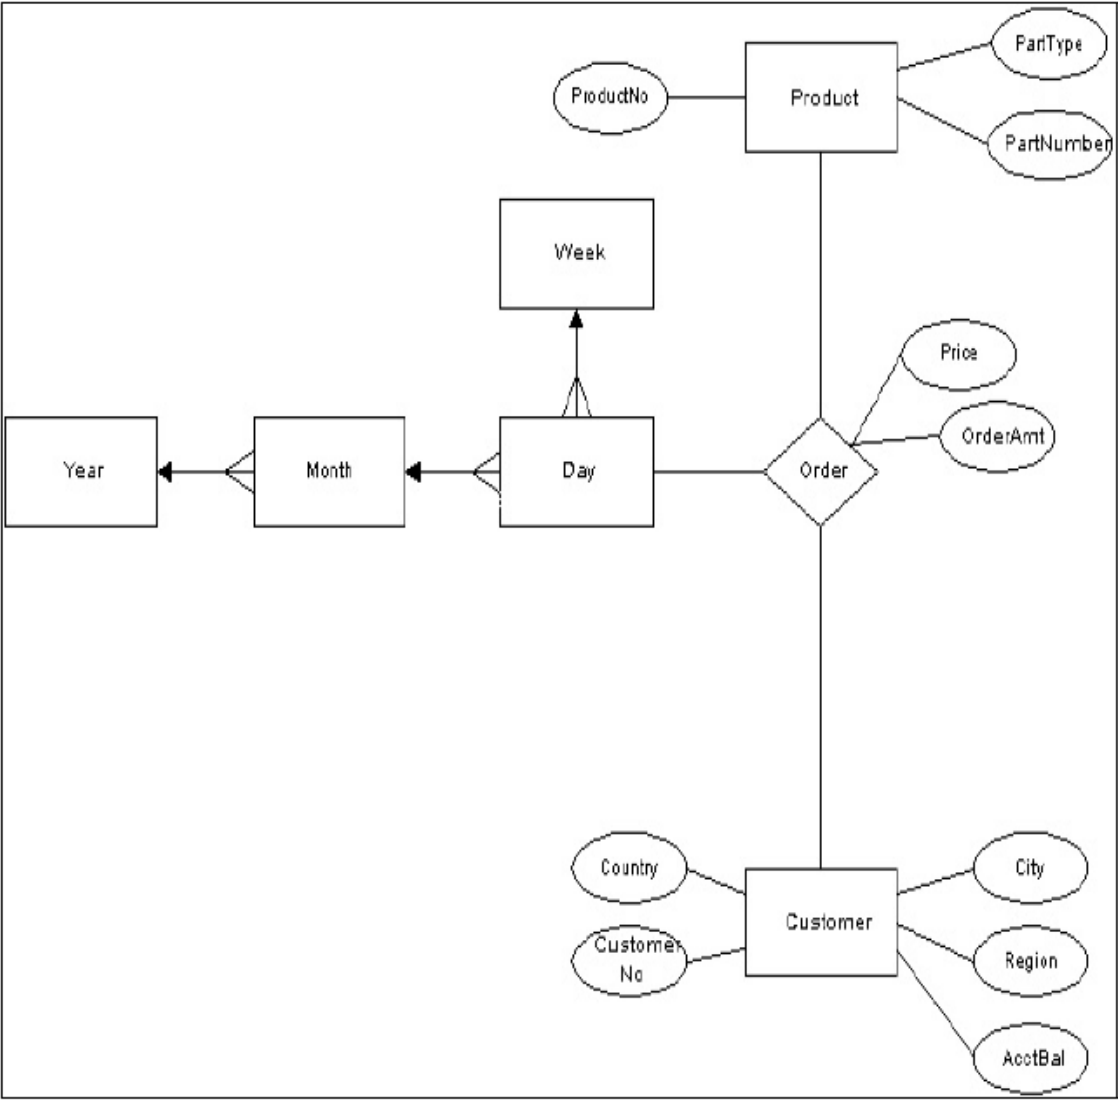 PartType
ProductNo
Product
PartNumber
Week
Price
OrderAmt
Year
Month
Day
Order
Country
City
Customer
Customer
No
Region
AcctBal